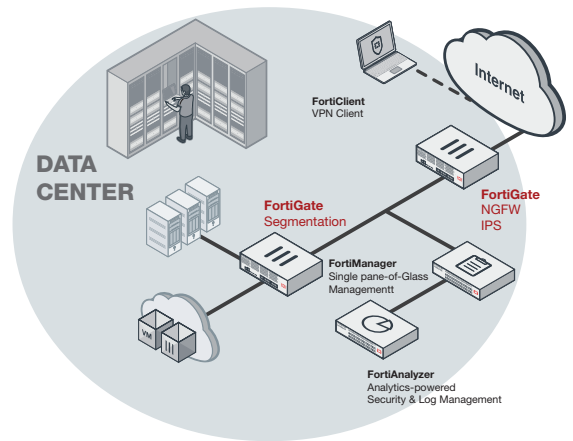 Internet
FortiClient
VPN Client
DATA
CENTER
FortiGate
NGFW
IPS
FortiGate
Segmentation
FortiManager
Single pane-of-Glass
Managementt
VM
FortiAnalyzer
Analytics-powered
Security & Log Management